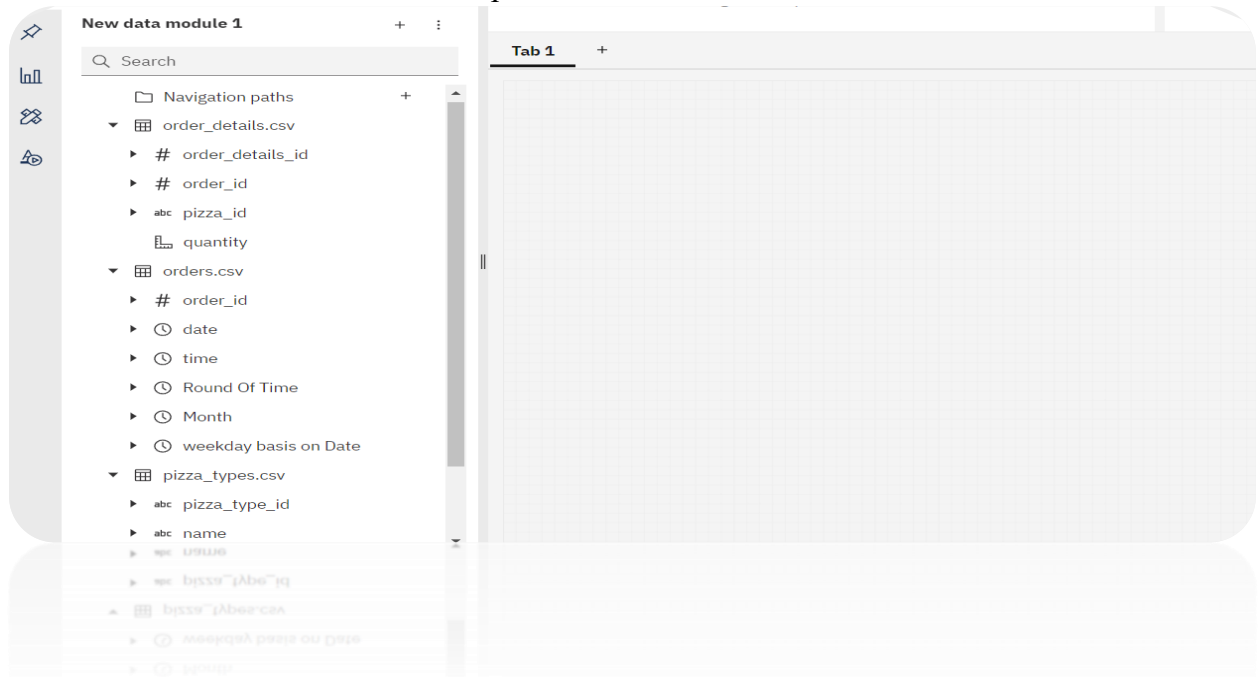 New data module 1
+
Tab 1 +
Search
Navigation paths +
order_details.csv
# order_details_id
# order_id
abc pizza_id
quantity
orders.csv
# order_id
date
time
Round Of Time
Month
weekday basis on Date
pizza_types.csv
abc pizza_type_id
abc name